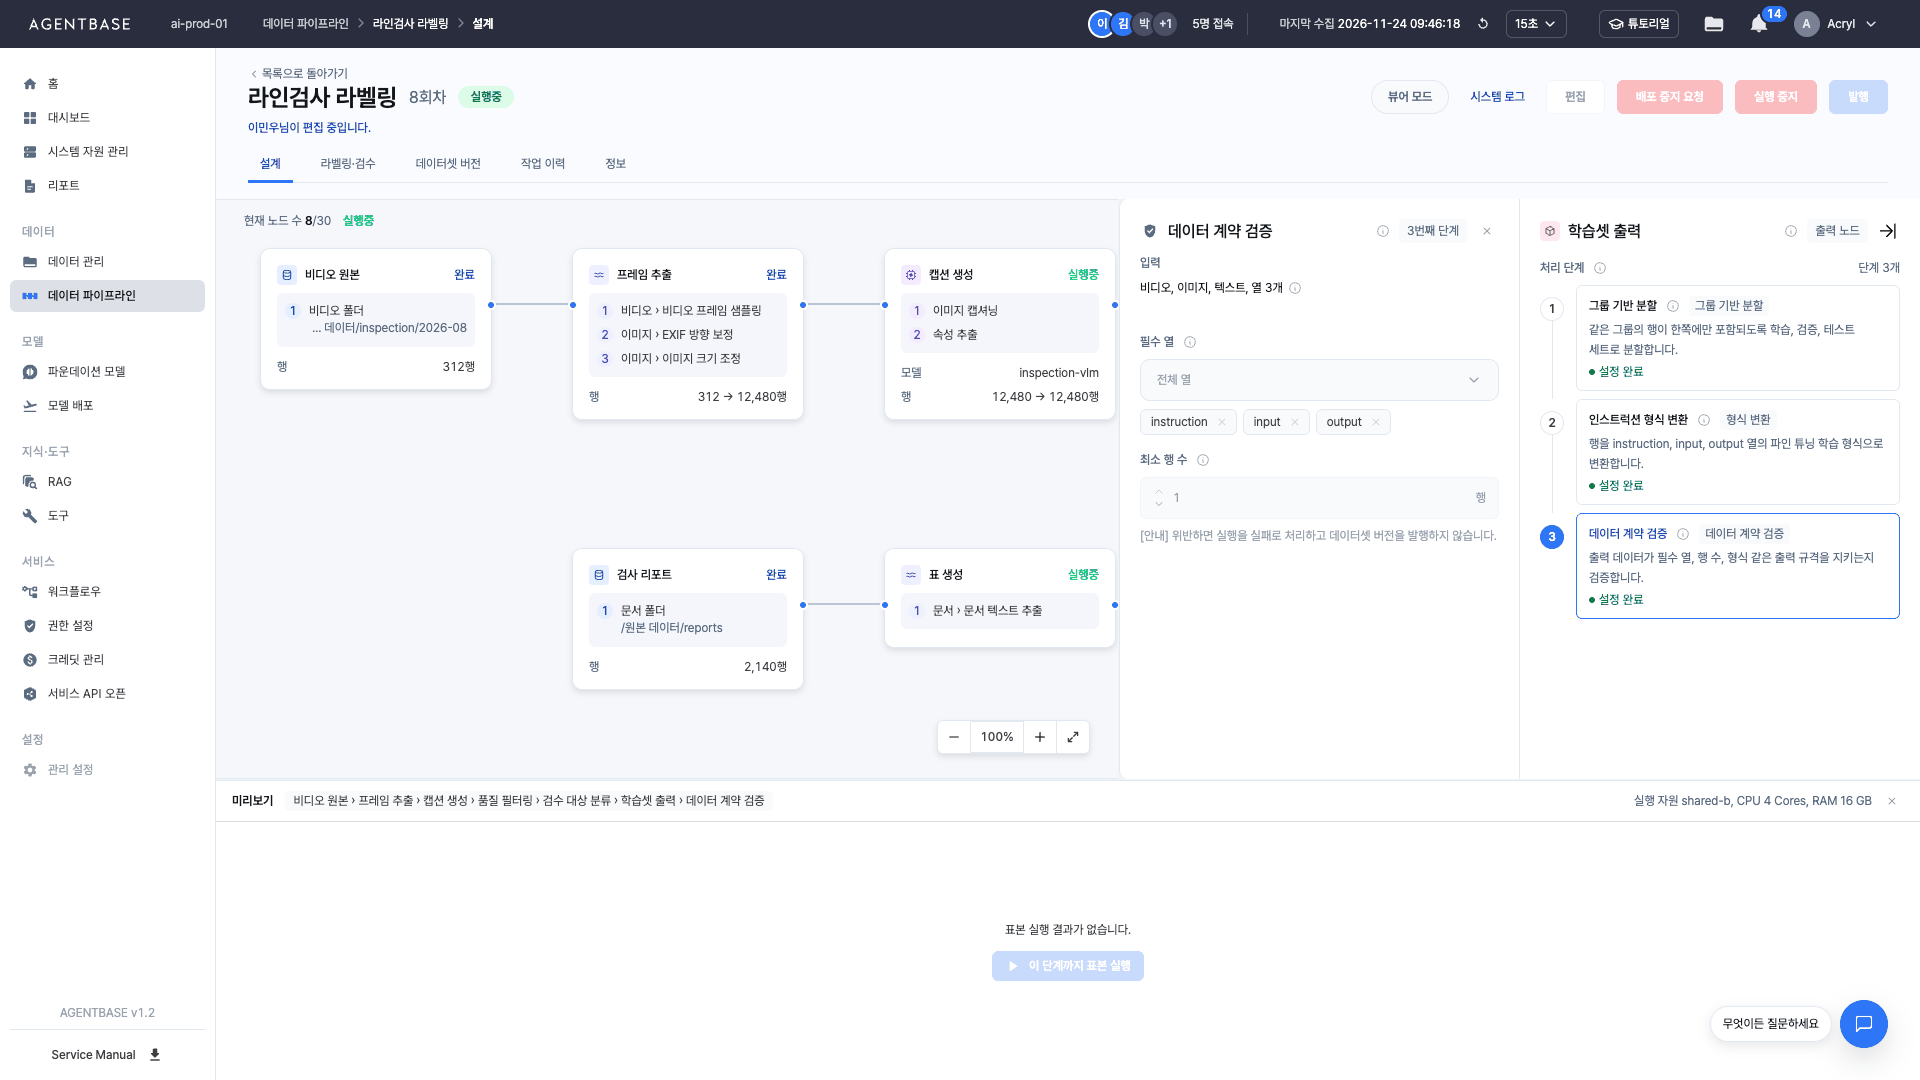 AGENTBASE
ai-prod-01
데이터 파이프라인 > 라인검사 라벨링 > 설계
이 김 박 +1 5명 접속
마지막 수집 2026-11-24 09:46:18
15초
튜토리얼
14
A Acryl
홈
대시보드
시스템 자원 관리
리포트
데이터
데이터 관리
데이터 파이프라인
모델
파운데이션 모델
모델 배포
지식·도구
RAG
도구
서비스
워크플로우
권한 설정
크레딧 관리
서비스 API 오픈
설정
관리 설정
AGENTBASE v1.2
Service Manual
목록으로 돌아가기
라인검사 라벨링 8회차 실행중
이민우님이 편집 중입니다.
뷰어 모드
시스템 로그
편집
배포 중지 요청
실행 중지
발행
설계
라벨링·검수
데이터셋 버전
작업 이력
정보
현재 노드 수 8/30 실행중
비디오 원본 완료
1 비디오 폴더
... 데이터/inspection/2026-08
행 312행
프레임 추출 완료
1 비디오 › 비디오 프레임 샘플링
2 이미지 › EXIF 방향 보정
3 이미지 › 이미지 크기 조정
행 312 → 12,480행
캡션 생성 실행중
1 이미지 캡셔닝
2 속성 추출
모델 inspection-vlm
행 12,480 → 12,480행
검사 리포트 완료
1 문서 폴더
/원본 데이터/reports
행 2,140행
표 생성 실행중
1 문서 › 문서 텍스트 추출
100%
데이터 계약 검증
3번째 단계
입력
비디오, 이미지, 텍스트, 열 3개
필수 열
전체 열
instruction
input
output
최소 행 수
1 행
[안내] 위반하면 실행을 실패로 처리하고 데이터셋 버전을 발행하지 않습니다.
학습셋 출력
출력 노드
처리 단계
단계 3개
1 그룹 기반 분할 그룹 기반 분할
같은 그룹의 행이 한쪽에만 포함되도록 학습, 검증, 테스트
세트로 분할합니다.
설정 완료
2 인스트럭션 형식 변환 형식 변환
행을 instruction, input, output 열의 파인 튜닝 학습 형식으로
변환합니다.
설정 완료
3 데이터 계약 검증 데이터 계약 검증
출력 데이터가 필수 열, 행 수, 형식 같은 출력 규격을 지키는지
검증합니다.
설정 완료
미리보기 비디오 원본 › 프레임 추출 › 캡션 생성 › 품질 필터링 › 검수 대상 분류 › 학습셋 출력 › 데이터 계약 검증
실행 자원 shared-b, CPU 4 Cores, RAM 16 GB
표본 실행 결과가 없습니다.
이 단계까지 표본 실행
무엇이든 질문하세요